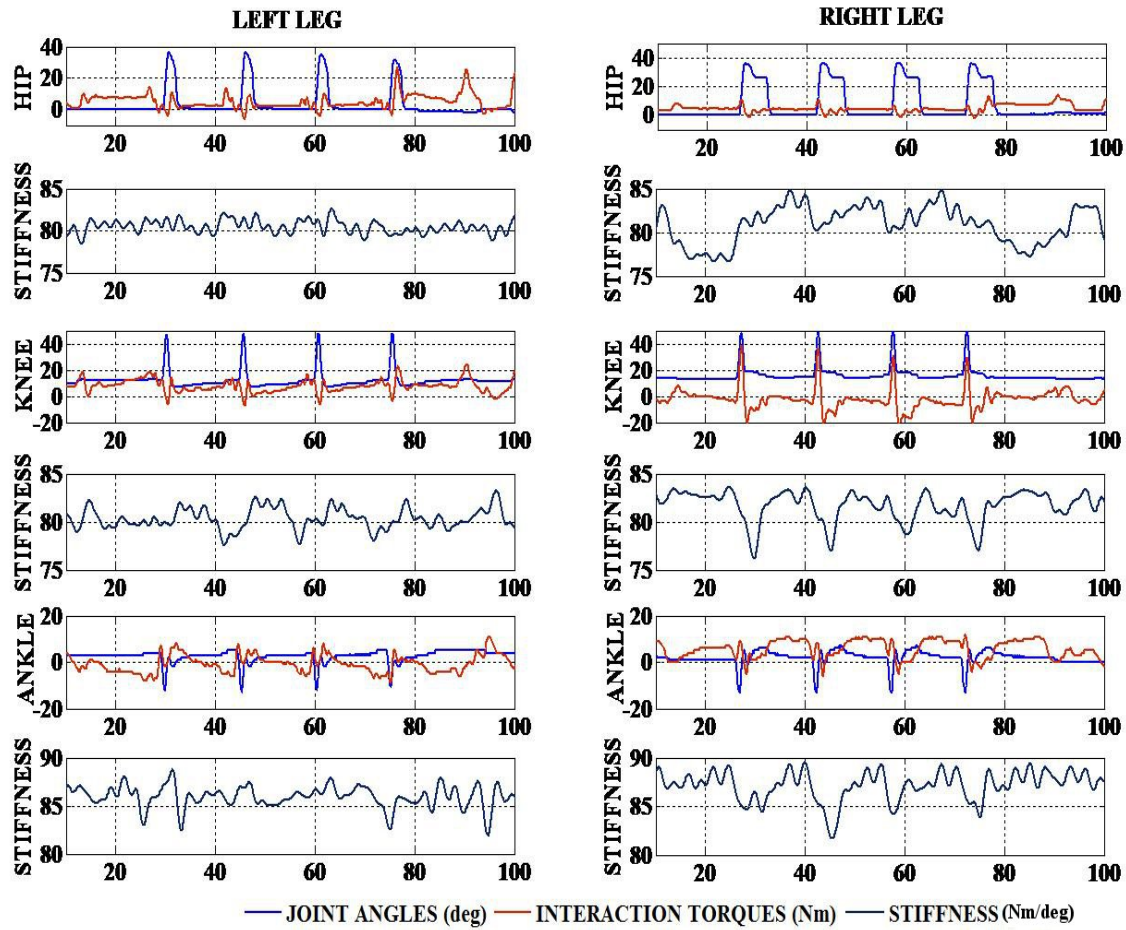 LEFT LEG
RIGHT LEG
HIP
40
20
0
20 40 60 80 100
HIP
40
20
0
20 40 60 80 100
STIFFNESS
85
80
75
20 40 60 80 100
STIFFNESS
85
80
75
20 40 60 80 100
KNEE
40
20
0
-20
20 40 60 80 100
KNEE
40
20
0
-20
20 40 60 80 100
STIFFNESS
85
80
75
20 40 60 80 100
STIFFNESS
85
80
75
20 40 60 80 100
ANKLE
20
0
-20
20 40 60 80 100
ANKLE
20
0
-20
20 40 60 80 100
STIFFNESS
90
85
80
20 40 60 80 100
STIFFNESS
90
85
80
20 40 60 80 100
JOINT ANGLES (deg) INTERACTION TORQUES (Nm) STIFFNESS (Nm/deg)